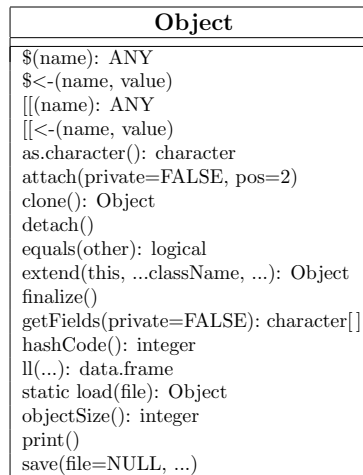 Object
$(name): ANY
$<-(name, value)
[[(name): ANY
[[<-(name, value)
as.character(): character
attach(private=FALSE, pos=2)
clone(): Object
detach()
equals(other): logical
extend(this, ...className, ...): Object
finalize()
getFields(private=FALSE): character[]
hashCode(): integer
ll(...): data.frame
static load(file): Object
objectSize(): integer
print()
save(file=NULL, ...)